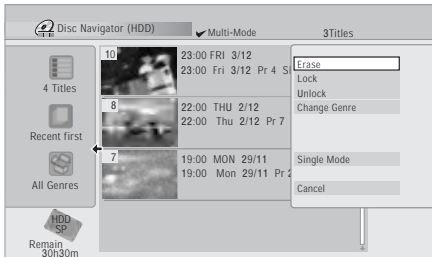 Disc Navigator (HDD)
Multi-Mode
3Titles
4 Titles
Recent first
All Genres
HDD
SP
Remain
30h30m
10
23:00 FRI 3/12
23:00 Fri 3/12 Pr 4
8
22:00 THU 2/12
22:00 Thu 2/12 Pr 7
7
19:00 MON 29/11
19:00 Mon 29/11 Pr
Erase
Lock
Unlock
Change Genre
Single Mode
Cancel